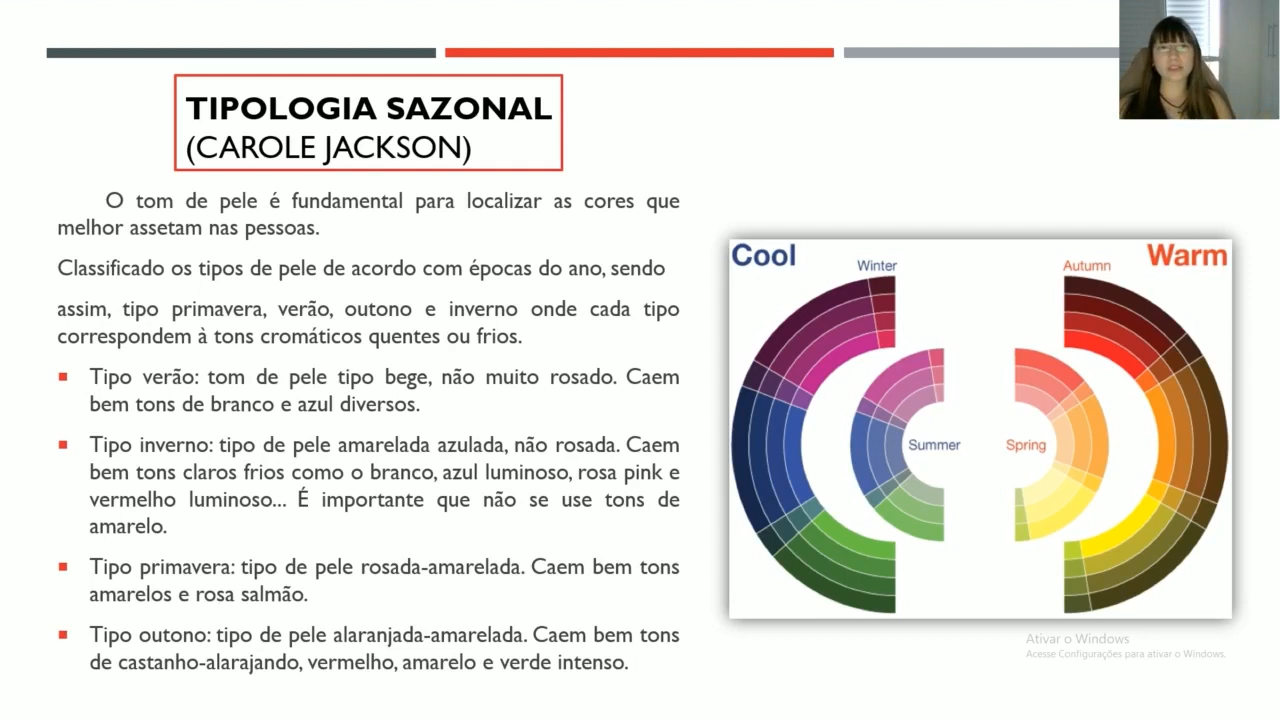 TIPOLOGIA SAZONAL
(CAROLE JACKSON)
O tom de pele é fundamental para localizar as cores que
melhor assetam nas pessoas.
Classificado os tipos de pele de acordo com épocas do ano, sendo
assim, tipo primavera, verão, outono e inverno onde cada tipo
correspondem à tons cromáticos quentes ou frios.
Tipo verão: tom de pele tipo bege, não muito rosado. Caem
bem tons de branco e azul diversos.
Tipo inverno: tipo de pele amarelada azulada, não rosada. Caem
bem tons claros frios como o branco, azul luminoso, rosa pink e
vermelho luminoso... É importante que não se use tons de
amarelo.
Tipo primavera: tipo de pele rosada-amarelada. Caem bem tons
amarelos e rosa salmão.
Tipo outono: tipo de pele alaranjada-amarelada. Caem bem tons
de castanho-alarajando, vermelho, amarelo e verde intenso.
Cool
Warm
Winter
Autumn
Summer
Spring
Ativar o Windows
Acesse Configurações para ativar o Windows.